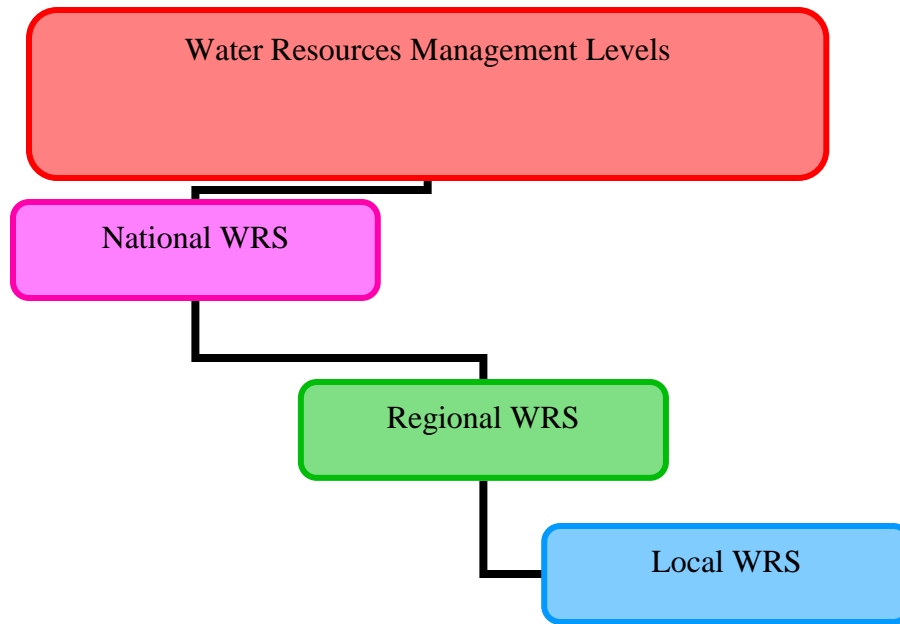 Water Resources Management Levels
National WRS
Regional WRS
Local WRS